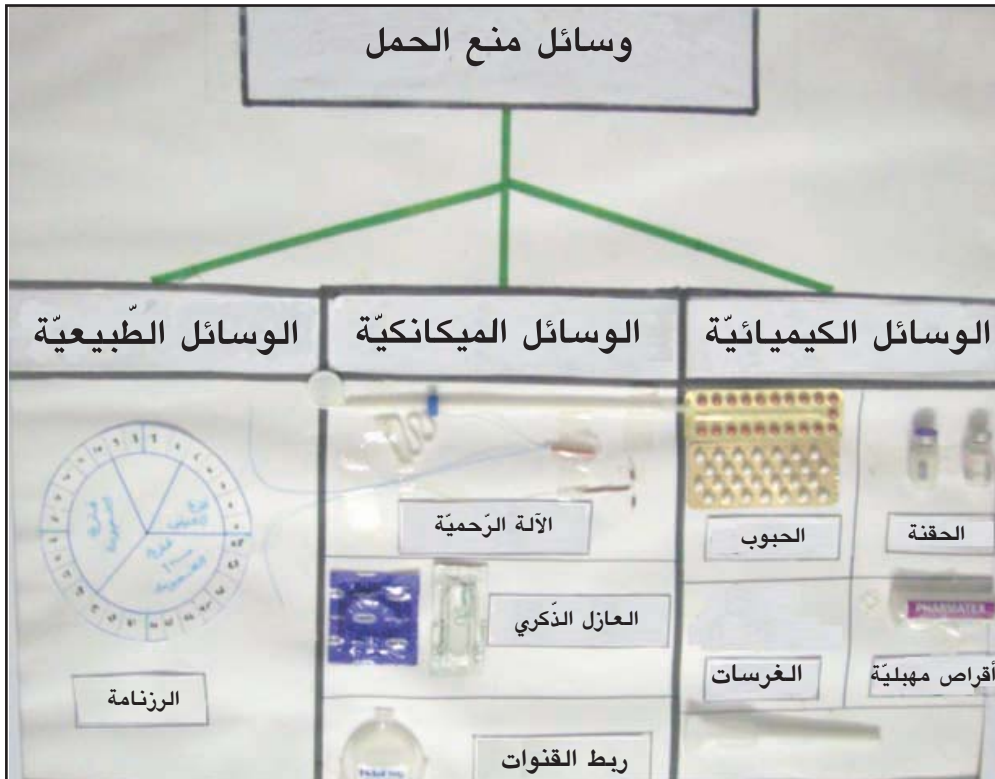 وسائل منع الحمل
الوسائل الكيميائيّة
الوسائل الميكانكيّة
الوسائل الطّبيعيّة
الحقنة
الحبوب
PHARMATEX
أقراص مهبليّة
الغرسات
الآلة الرّحميّة
العازل الذّكري
ربط القنوات
الرزنامة